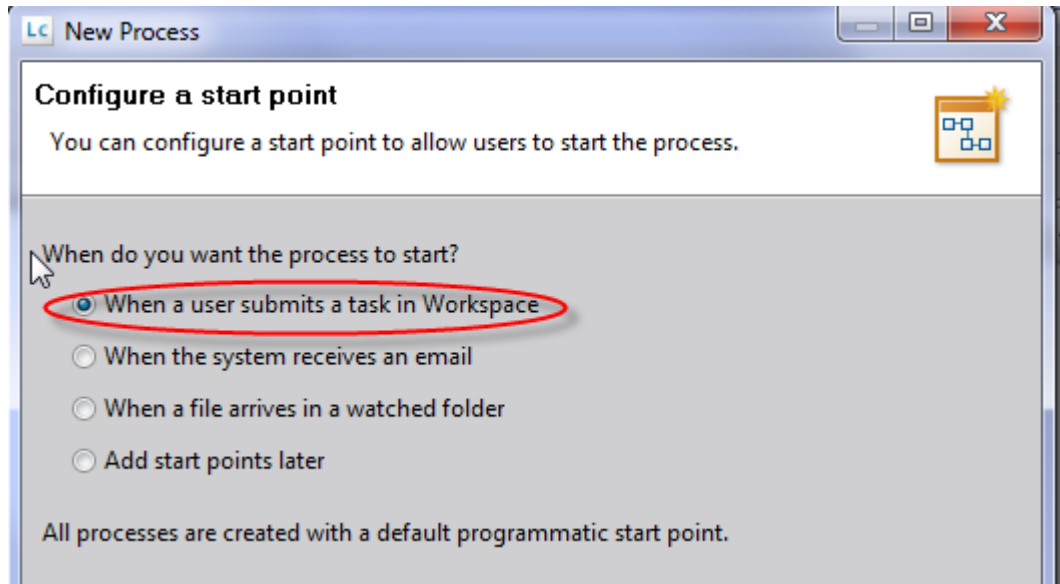 Lc New Process
Configure a start point
You can configure a start point to allow users to start the process.
When do you want the process to start?
When a user submits a task in Workspace
When the system receives an email
When a file arrives in a watched folder
Add start points later
All processes are created with a default programmatic start point.